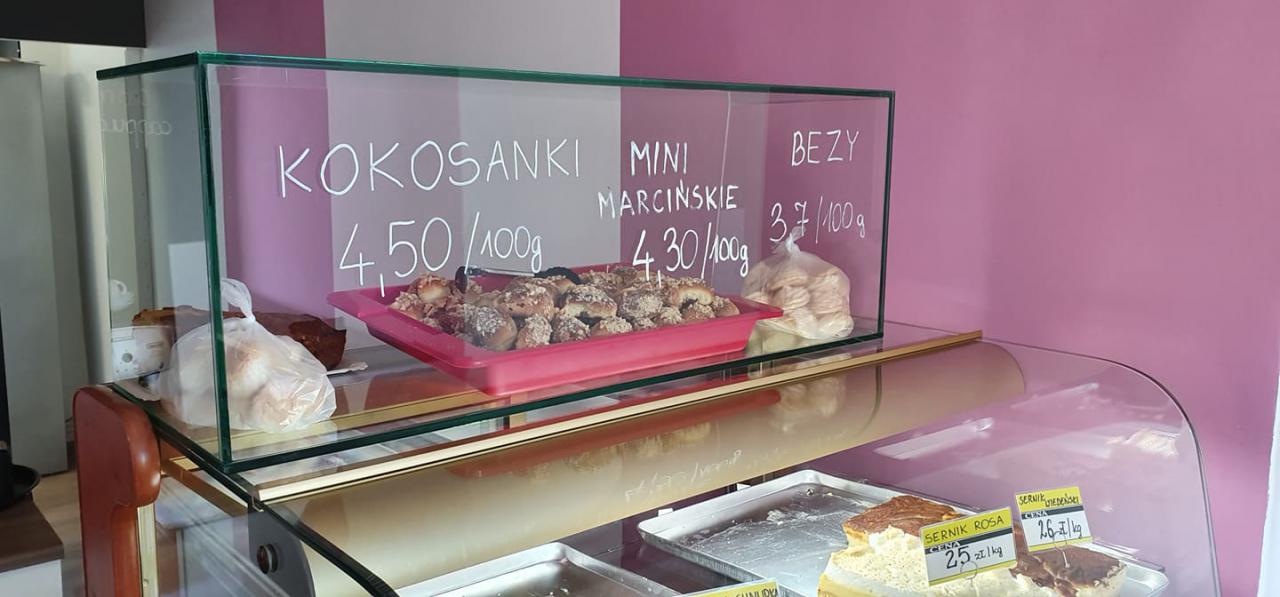 KOKOSANKI
4,50/100g
MINI
MARCIŃSKIE
4,30/100g
BEZY
3,7/100g
SERNIK ROSA
CENA
25 zł/kg
SERNIK WIEDEŃSKI
CENA
26 zł/kg